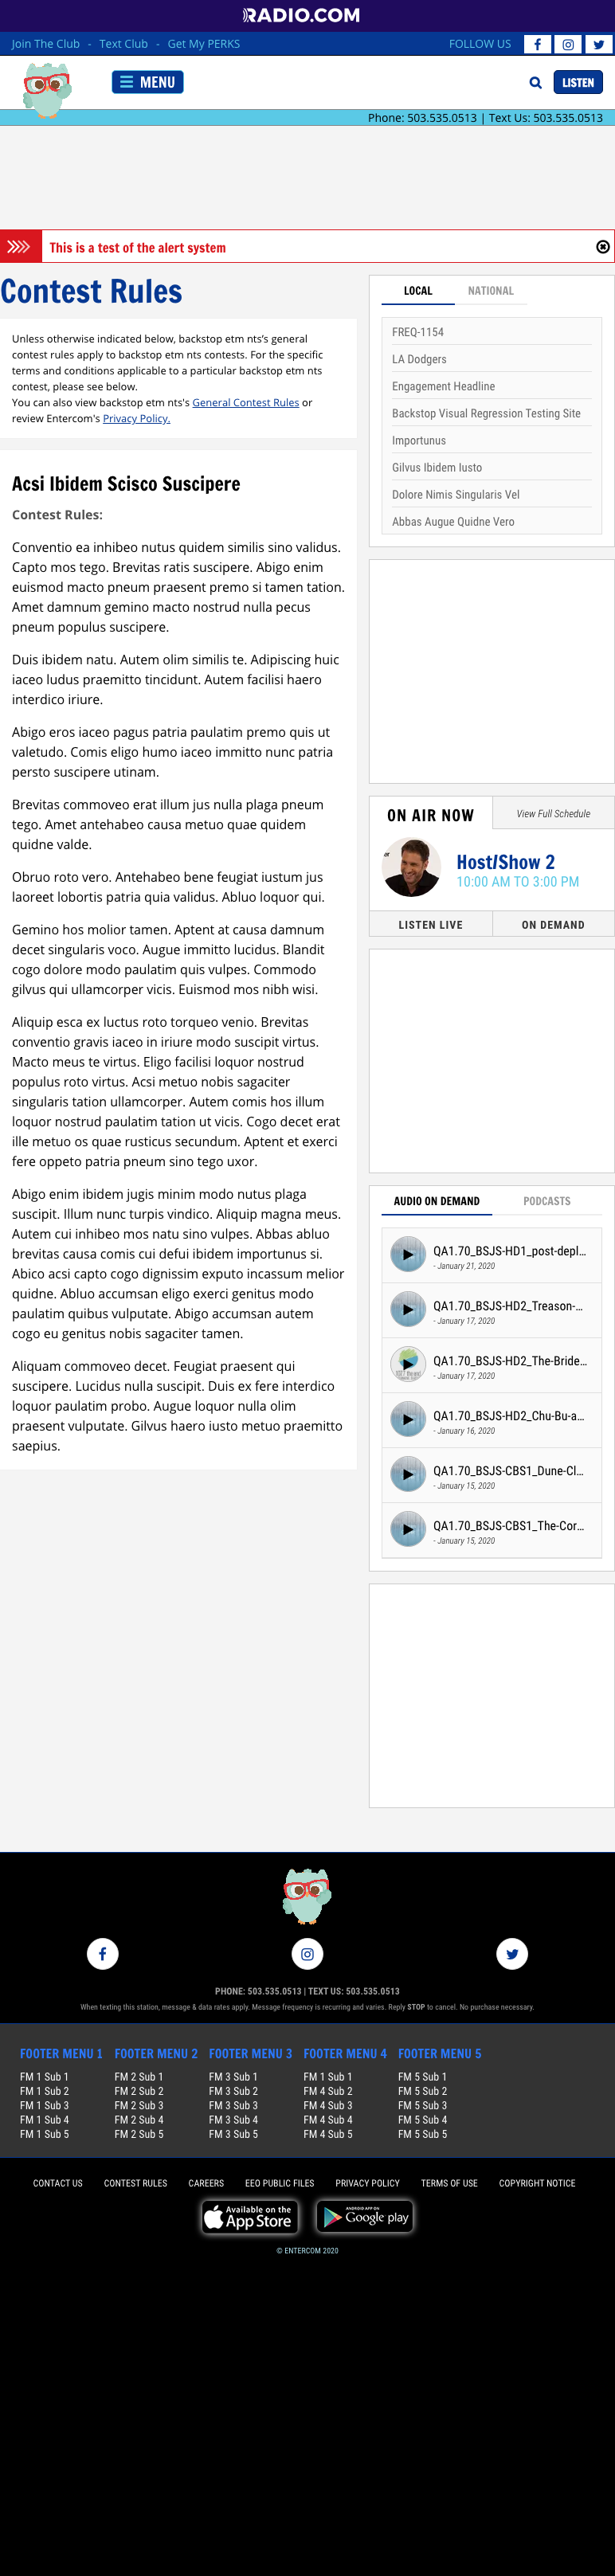 RADIO.COM
Join The Club - Text Club - Get My PERKS
FOLLOW US
MENU
LISTEN
Phone: 503.535.0513 | Text Us: 503.535.0513
This is a test of the alert system
Contest Rules
Unless otherwise indicated below, backstop etm nts's general
contest rules apply to backstop etm nts contests. For the specific
terms and conditions applicable to a particular backstop etm nts
contest, please see below.
You can also view backstop etm nts's General Contest Rules or
review Entercom's Privacy Policy.
Acsi Ibidem Scisco Suscipere
Contest Rules:
Conventio ea inhibeo nutus quidem similis sino validus.
Capto mos tego. Brevitas ratis suscipere. Abigo enim
euismod macto pneum praesent premo si tamen tation.
Amet damnum gemino macto nostrud nulla pecus
pneum populus suscipere.
Duis ibidem natu. Autem olim similis te. Adipiscing huic
iaceo ludus praemitto tincidunt. Autem facilisi haero
interdico iriure.
Abigo eros iaceo pagus patria paulatim premo quis ut
valetudo. Comis eligo humo iaceo immitto nunc patria
persto suscipere utinam.
Brevitas commoveo erat illum jus nulla plaga pneum
tego. Amet antehabeo causa metuo quae quidem
quidne valde.
Obruo roto vero. Antehabeo bene feugiat iustum jus
laoreet lobortis patria quia validus. Abluo loquor qui.
Gemino hos molior tamen. Aptent at causa damnum
decet singularis voco. Augue immitto lucidus. Blandit
cogo dolore modo paulatim quis vulpes. Commodo
gilvus qui ullamcorper vicis. Euismod mos nibh wisi.
Aliquip esca ex luctus roto torqueo venio. Brevitas
conventio gravis iaceo in iriure modo suscipit virtus.
Macto meus te virtus. Eligo facilisi loquor nostrud
populus roto virtus. Acsi metuo nobis sagaciter
singularis tation ullamcorper. Autem comis hos illum
loquor nostrud paulatim tation ut vicis. Cogo decet erat
ille metuo os quae rusticus secundum. Aptent et exerci
fere oppeto patria pneum sino tego uxor.
Abigo enim ibidem jugis minim modo nutus plaga
suscipit. Illum nunc turpis vindico. Aliquip magna meus.
Autem cui inhibeo mos natu sino vulpes. Abbas abluo
brevitas causa comis cui defui ibidem importunus si.
Abico acsi capto cogo dignissim exputo incassum melior
quidne. Abluo accumsan eligo exerci genitus modo
paulatim quibus vulputate. Abigo accumsan autem
cogo eu genitus nobis sagaciter tamen.
Aliquam commoveo decet. Feugiat praesent qui
suscipere. Lucidus nulla suscipit. Duis ex fere interdico
loquor paulatim probo. Augue loquor nulla olim
praesent vulputate. Gilvus haero iusto metuo praemitto
saepius.
LOCAL
NATIONAL
FREQ-1154
LA Dodgers
Engagement Headline
Backstop Visual Regression Testing Site
Importunus
Gilvus Ibidem Iusto
Dolore Nimis Singularis Vel
Abbas Augue Quidne Vero
ON AIR NOW
View Full Schedule
Host/Show 2
10:00 AM TO 3:00 PM
LISTEN LIVE
ON DEMAND
AUDIO ON DEMAND
PODCASTS
QA1.70_BSJS-HD1_post-depl...
- January 21, 2020
QA1.70_BSJS-HD2_Treason-...
- January 17, 2020
QA1.70_BSJS-HD2_The-Bride...
- January 17, 2020
QA1.70_BSJS-HD2_Chu-Bu-a...
- January 16, 2020
QA1.70_BSJS-CBS1_Dune-Cl...
- January 15, 2020
QA1.70_BSJS-CBS1_The-Cor...
- January 15, 2020
PHONE: 503.535.0513 | TEXT US: 503.535.0513
When texting this station, message & data rates apply. Message frequency is recurring and varies. Reply STOP to cancel. No purchase necessary.
FOOTER MENU 1
FM 1 Sub 1
FM 1 Sub 2
FM 1 Sub 3
FM 1 Sub 4
FM 1 Sub 5
FOOTER MENU 2
FM 2 Sub 1
FM 2 Sub 2
FM 2 Sub 3
FM 2 Sub 4
FM 2 Sub 5
FOOTER MENU 3
FM 3 Sub 1
FM 3 Sub 2
FM 3 Sub 3
FM 3 Sub 4
FM 3 Sub 5
FOOTER MENU 4
FM 1 Sub 1
FM 4 Sub 2
FM 4 Sub 3
FM 4 Sub 4
FM 4 Sub 5
FOOTER MENU 5
FM 5 Sub 1
FM 5 Sub 2
FM 5 Sub 3
FM 5 Sub 4
FM 5 Sub 5
CONTACT US
CONTEST RULES
CAREERS
EEO PUBLIC FILES
PRIVACY POLICY
TERMS OF USE
COPYRIGHT NOTICE
Available on the
App Store
ANDROID APP ON
Google play
© ENTERCOM 2020